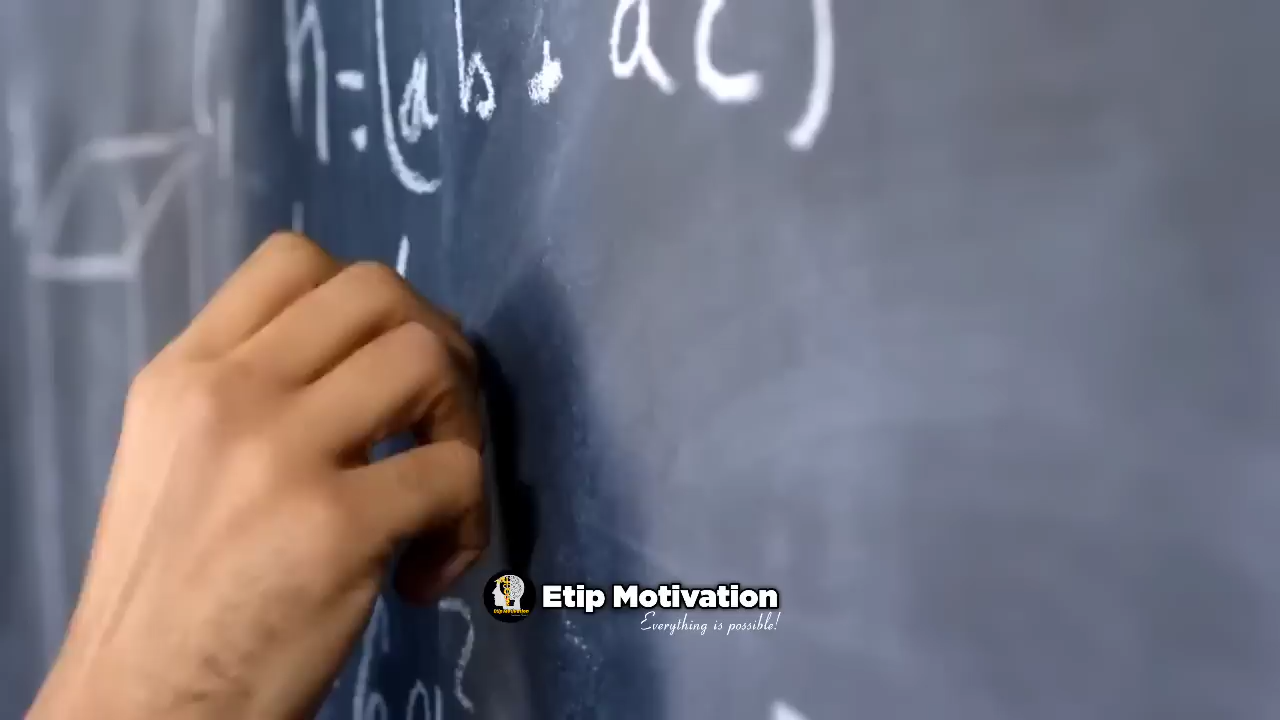 n=(ab. ac)
Etip Motivation
Everything is possible!